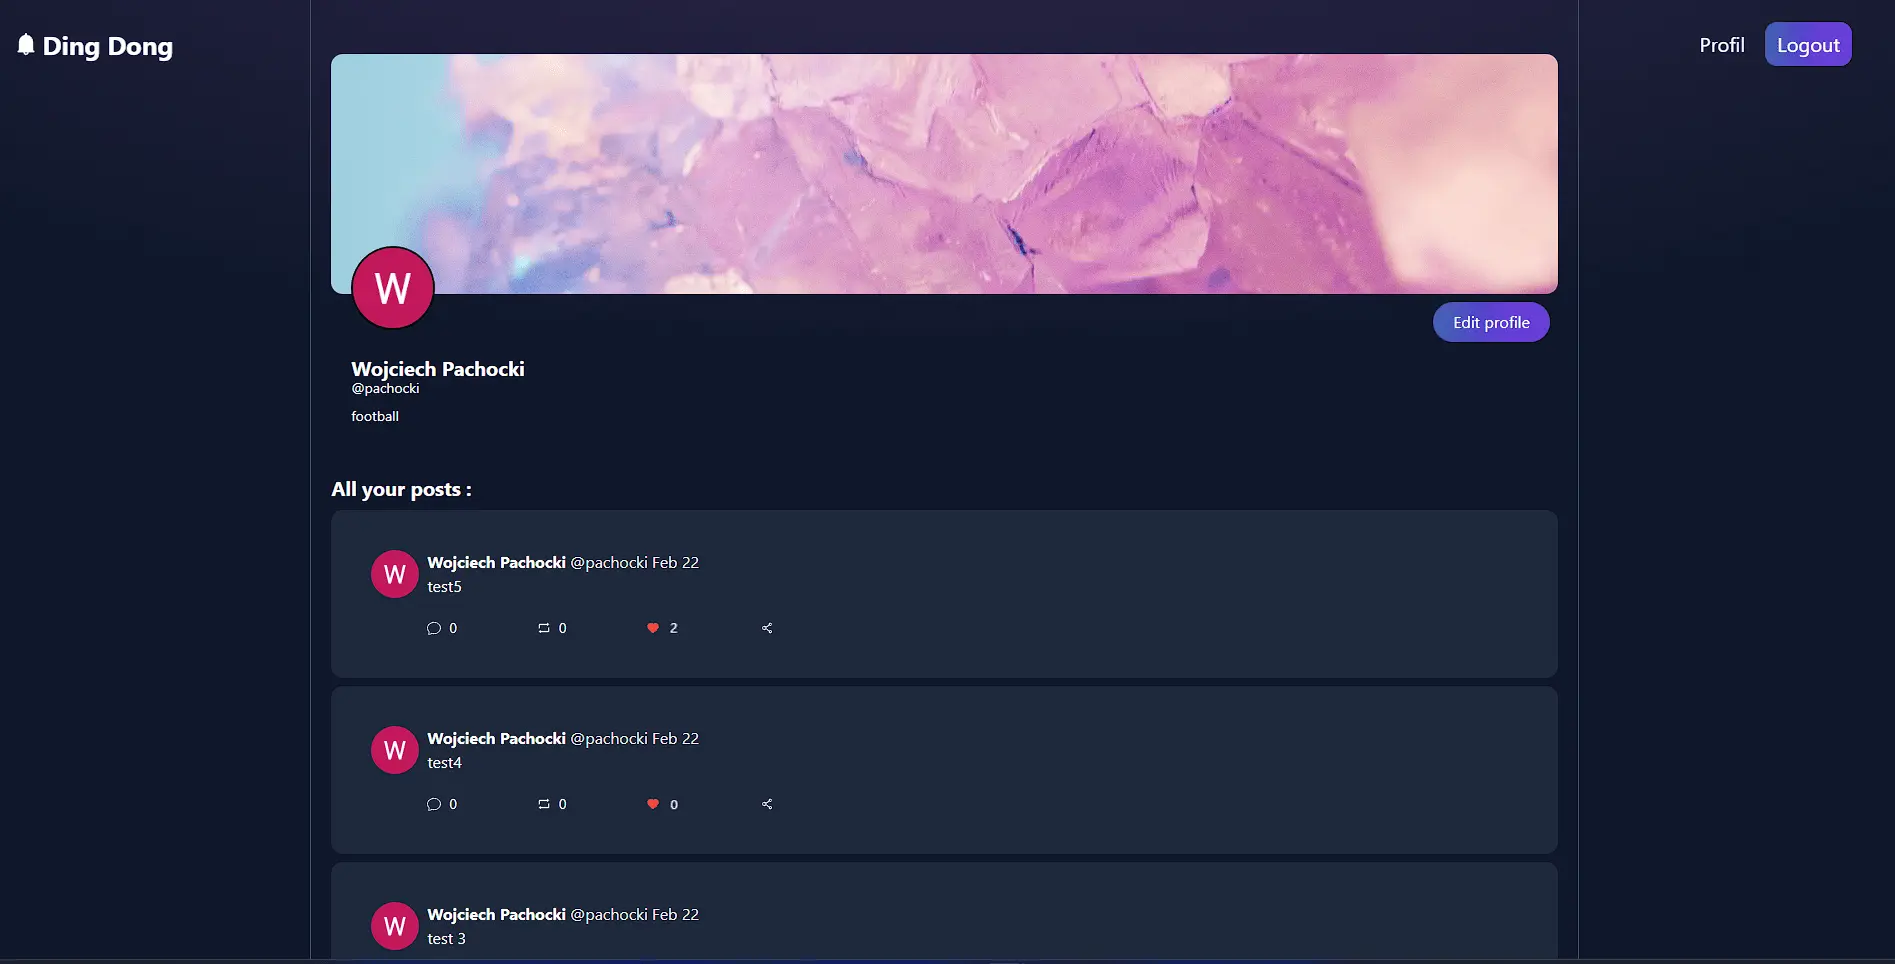 Ding Dong
Profil
Logout
W
Edit profile
Wojciech Pachocki
@pachocki
football
All your posts :
W
Wojciech Pachocki @pachocki Feb 22
test5
0 0 2
W
Wojciech Pachocki @pachocki Feb 22
test4
0 0 0
W
Wojciech Pachocki @pachocki Feb 22
test 3